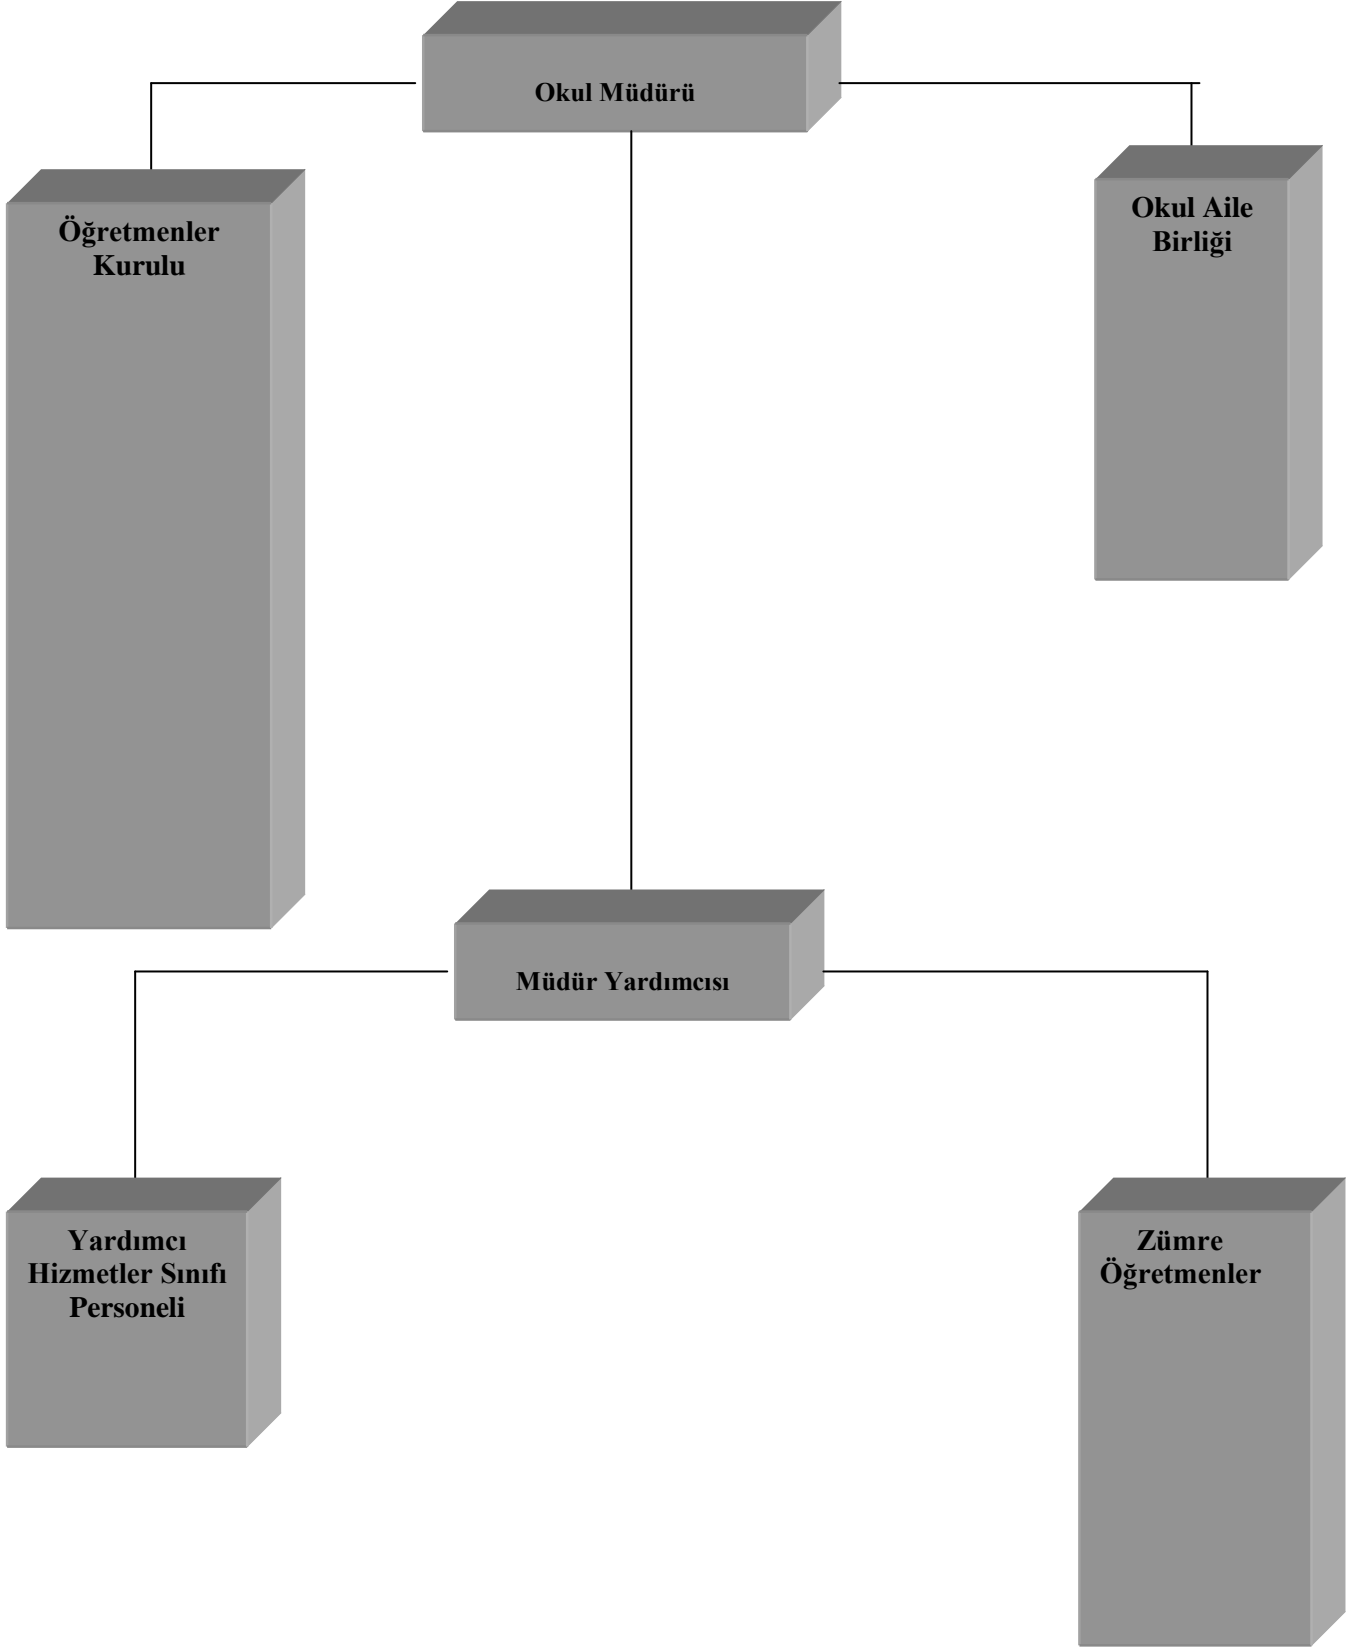 Okul Müdürü
Öğretmenler
Kurulu
Okul Aile
Birliği
Müdür Yardımcısı
Yardımcı
Hizmetler Sınıfı
Personeli
Zümre
Öğretmenler